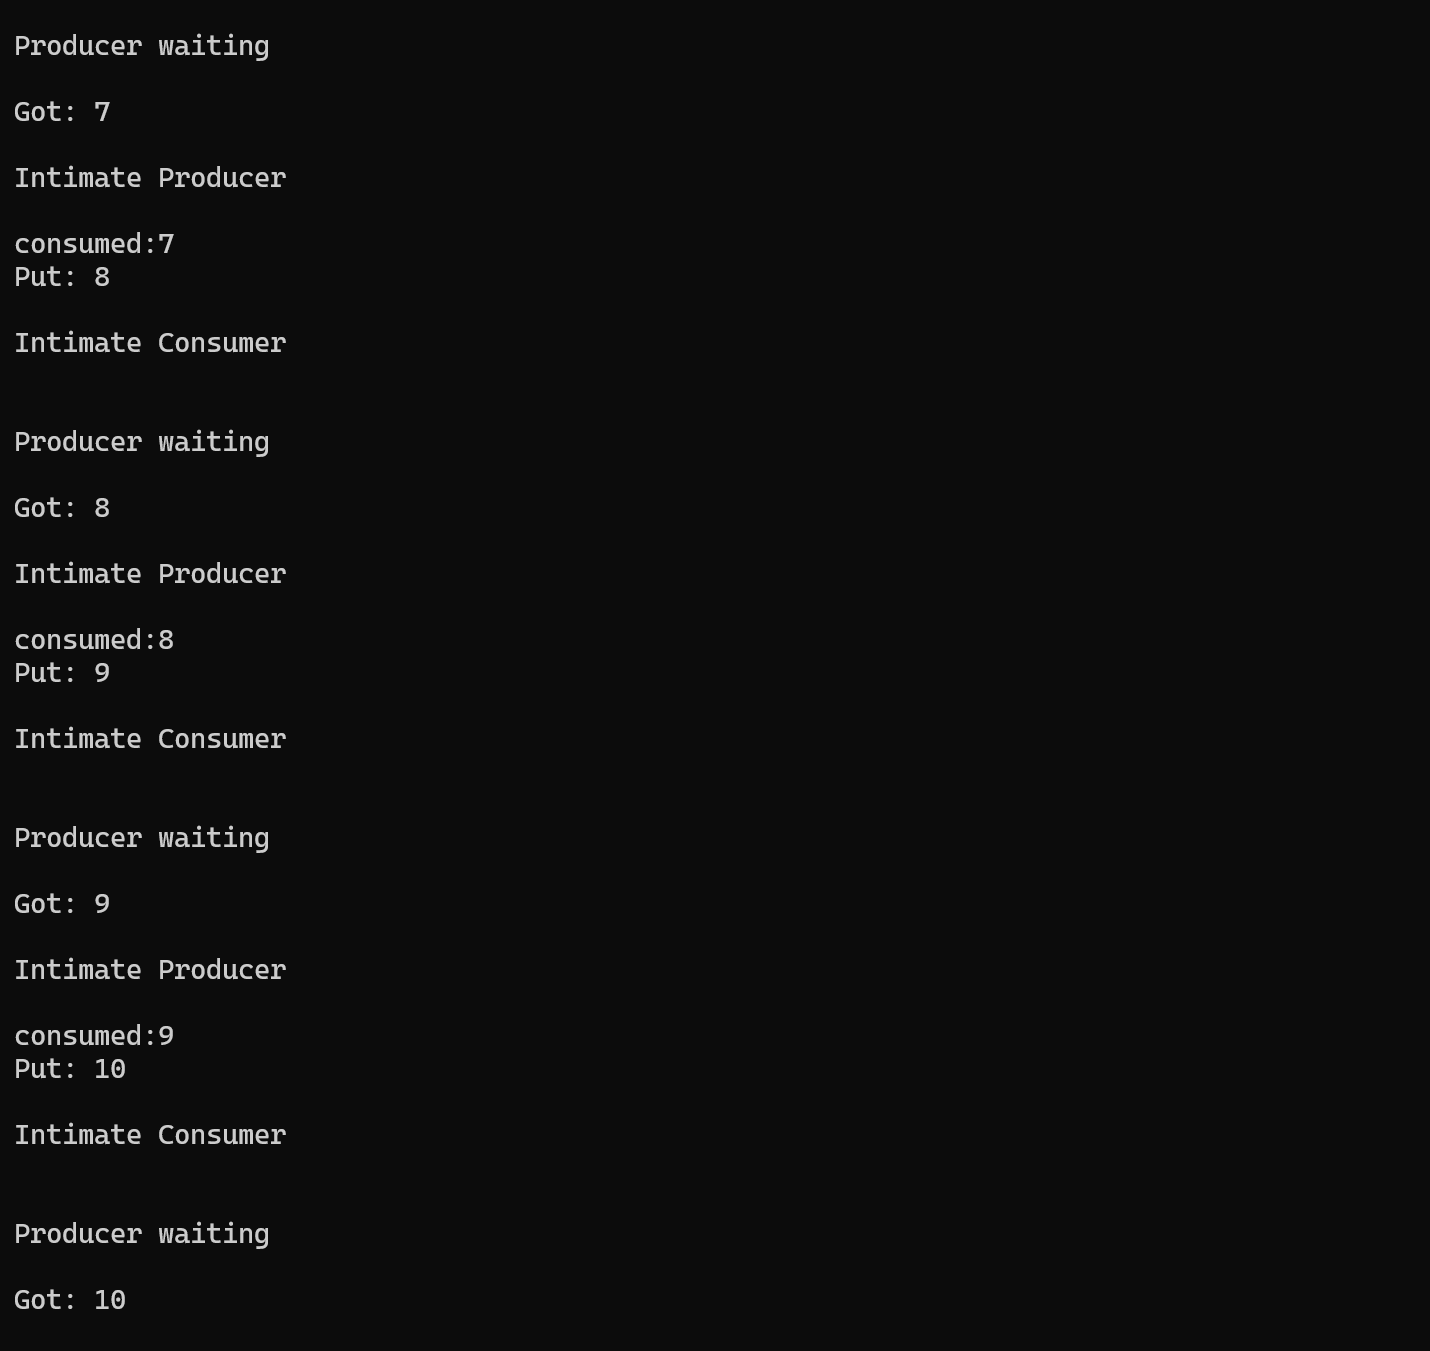 Producer waiting
Got: 7
Intimate Producer
consumed:7
Put: 8
Intimate Consumer
Producer waiting
Got: 8
Intimate Producer
consumed:8
Put: 9
Intimate Consumer
Producer waiting
Got: 9
Intimate Producer
consumed:9
Put: 10
Intimate Consumer
Producer waiting
Got: 10